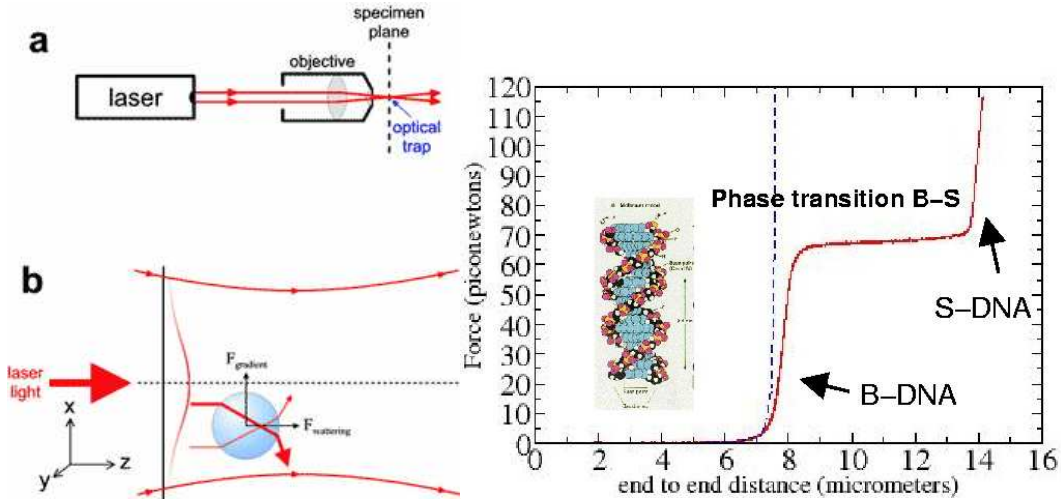 a
specimen
plane
objective
laser
optical
trap
b
laser
light
x
y
z
F gradient
F scattering
Force (piconewtons)
120
110
100
90
80
70
60
50
40
30
20
10
0
Phase transition B–S
S–DNA
B–DNA
0 2 4 6 8 10 12 14 16
end to end distance (micrometers)